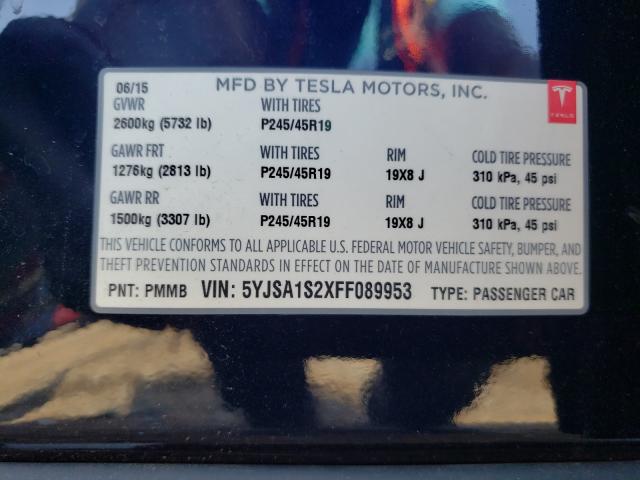 06/15 MFD BY TESLA MOTORS, INC.
GVWR WITH TIRES
2600kg (5732 lb) P245/45R19
TESLA
GAWR FRT WITH TIRES RIM COLD TIRE PRESSURE
1276kg (2813 lb) P245/45R19 19X8 J 310 kPa, 45 psi
GAWR RR WITH TIRES RIM COLD TIRE PRESSURE
1500kg (3307 lb) P245/45R19 19X8 J 310 kPa, 45 psi
THIS VEHICLE CONFORMS TO ALL APPLICABLE U.S. FEDERAL MOTOR VEHICLE SAFETY, BUMPER, AND
THEFT PREVENTION STANDARDS IN EFFECT ON THE DATE OF MANUFACTURE SHOWN ABOVE.
PNT: PMMB VIN: 5YJSA1S2XFF089953 TYPE: PASSENGER CAR